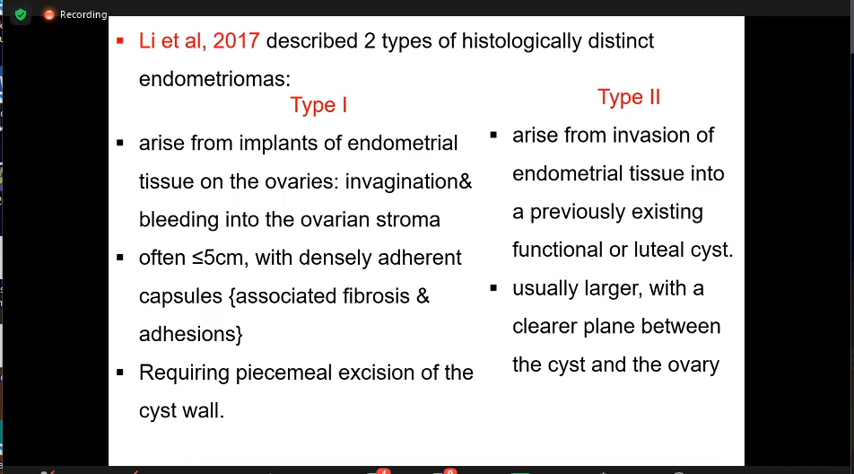 Recording
Li et al, 2017 described 2 types of histologically distinct
endometriomas:
Type I
arise from implants of endometrial
tissue on the ovaries: invagination&
bleeding into the ovarian stroma
often ≤5cm, with densely adherent
capsules {associated fibrosis &
adhesions}
Requiring piecemeal excision of the
cyst wall.
Type II
arise from invasion of
endometrial tissue into
a previously existing
functional or luteal cyst.
usually larger, with a
clearer plane between
the cyst and the ovary